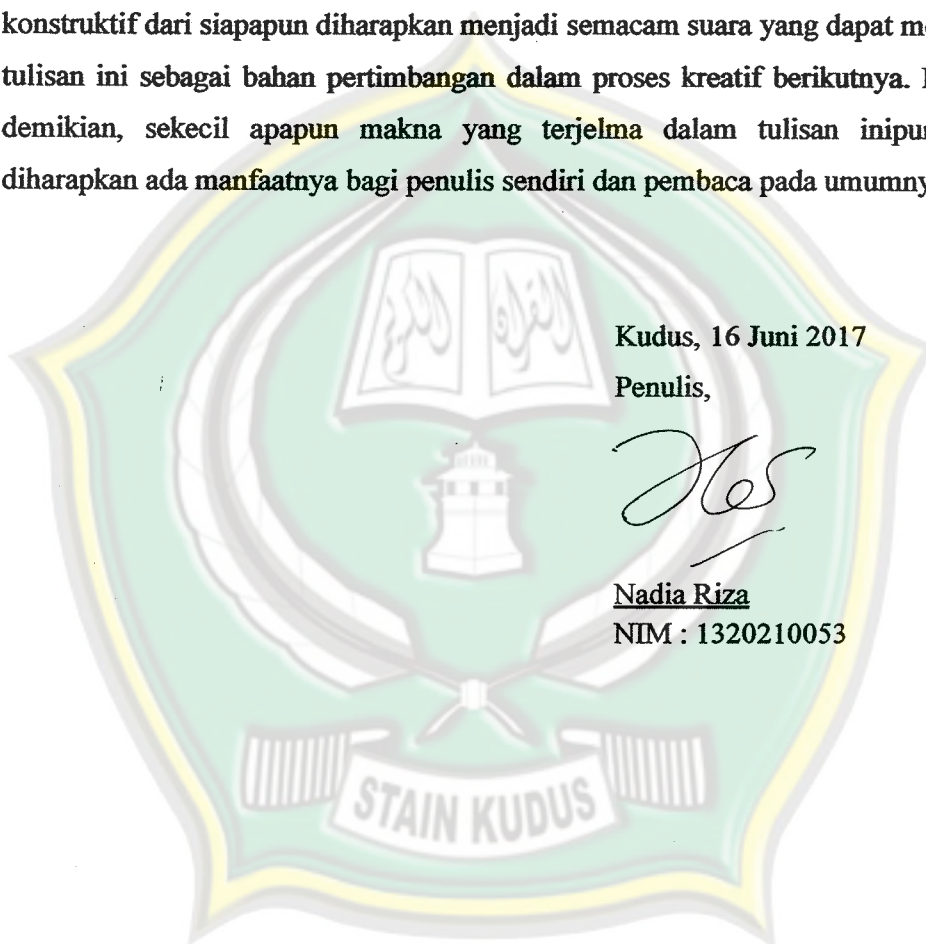 konstruktif dari siapapun diharapkan menjadi semacam suara yang dapat
tulisan ini sebagai bahan pertimbangan dalam proses kreatif berikutnya.
demikian, sekecil apapun makna yang terjelma dalam tulisan inipun
diharapkan ada manfaatnya bagi penulis sendiri dan pembaca pada umumny
Kudus, 16 Juni 2017
Penulis,
Nadia Riza
NIM : 1320210053
STAIN KUDUS